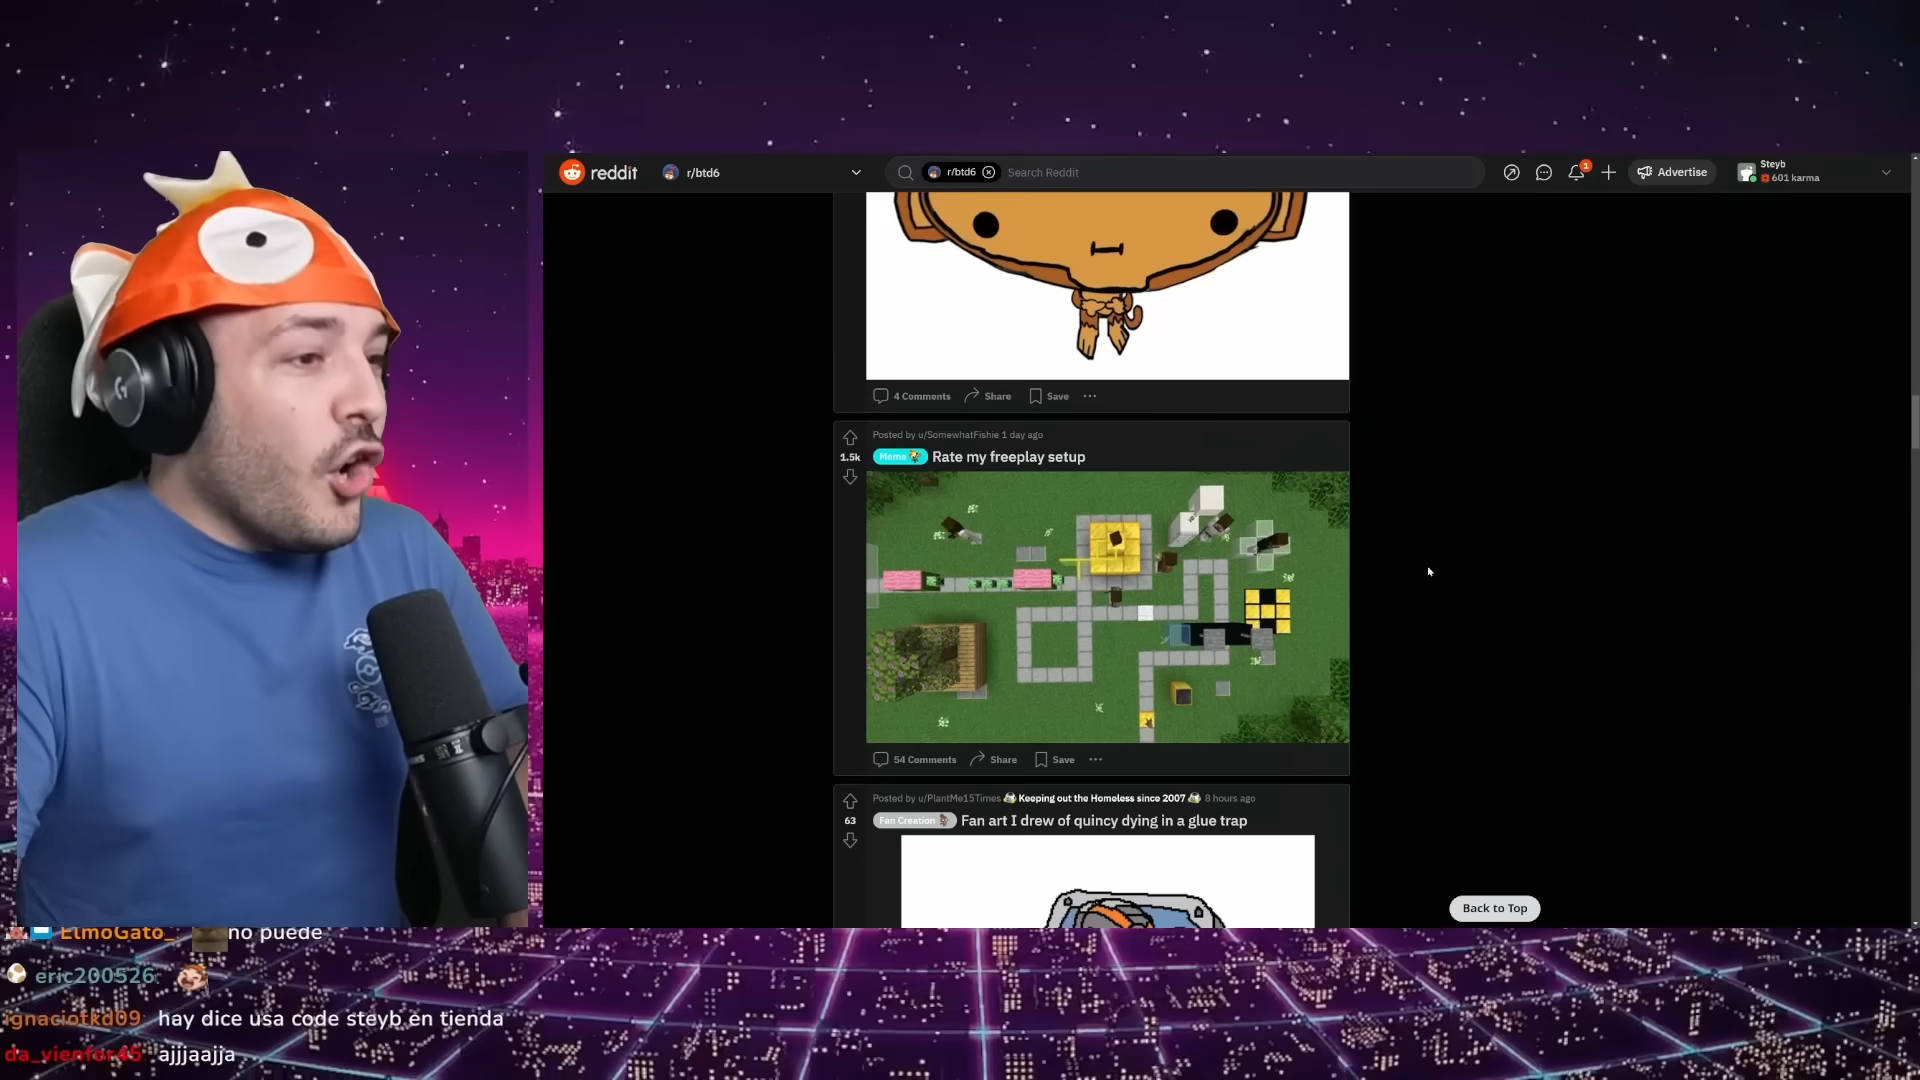 reddit
r/btd6
r/btd6
Search Reddit
1
Advertise
Steyb
601 karma
4 Comments
Share
Save
Posted by u/SomewhatFishie 1 day ago
1.5k
Meme
Rate my freeplay setup
54 Comments
Share
Save
Posted by u/PlantMe15Times Keeping out the Homeless since 2007 8 hours ago
63
Fan Creation
Fan art I drew of quincy dying in a glue trap
Back to Top
ElmoGato_ no puede
eric200526
ignaciotkd09: hay dice usa code steyb en tienda
da_vienfer45 ajjjaajja